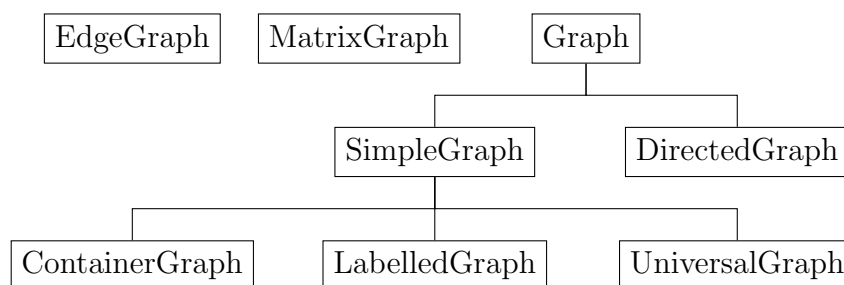 EdgeGraph MatrixGraph Graph
SimpleGraph DirectedGraph
ContainerGraph LabelledGraph UniversalGraph